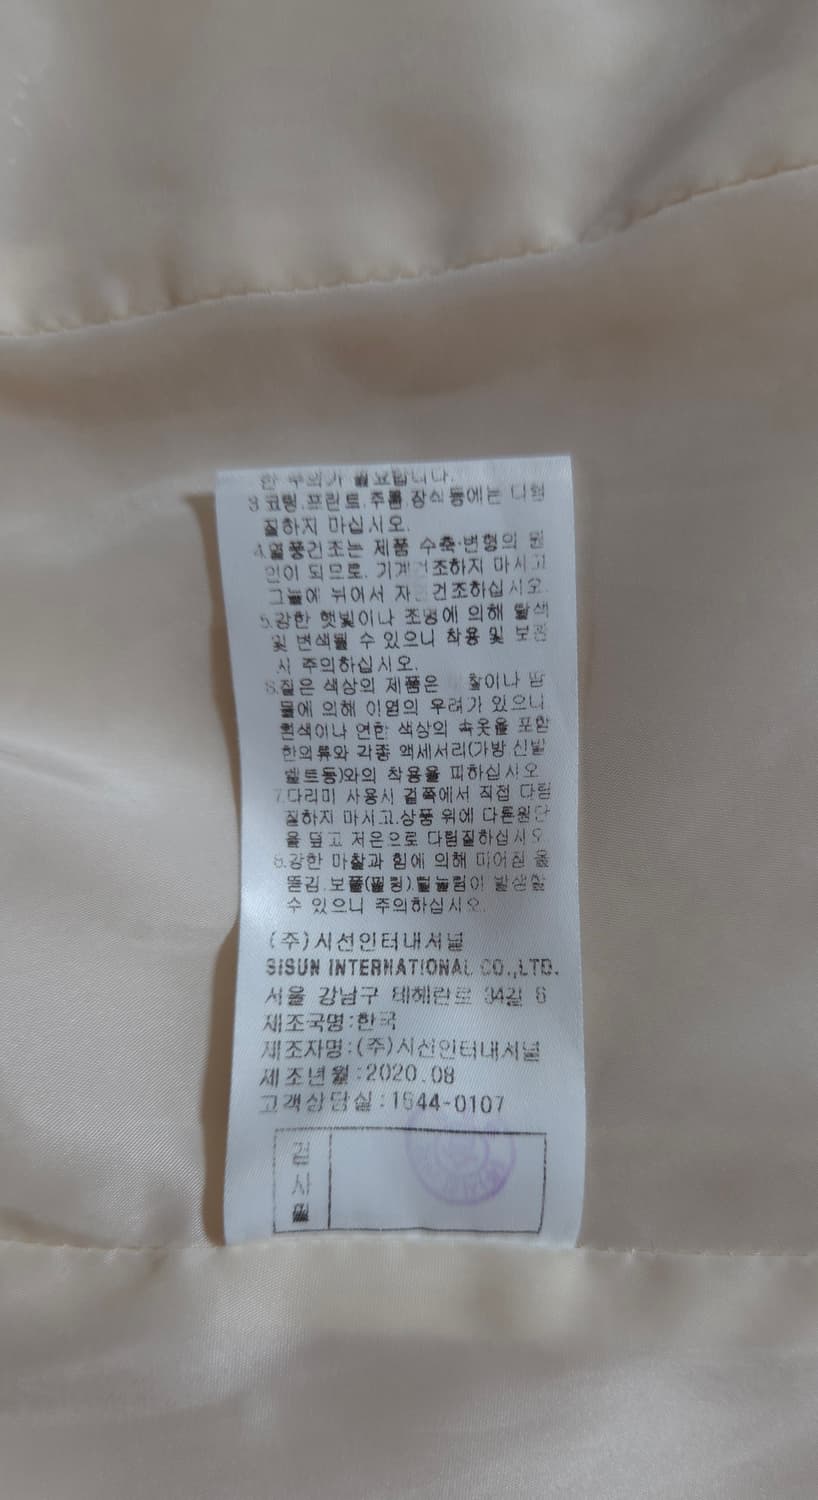 한 주의가 필요합니다.
3.코팅.프린트.주름.장식등에는 다림
질하지 마십시오.
4.열풍건조는 제품 수축·변형의 원
인이 되므로. 기계건조하지 마시고
그늘에 뉘어서 자 건조하십시오.
5.강한 햇빛이나 조명에 의해 탈색
및 변색될 수 있으니 착용 및 보관
시 주의하십시오.
6.짙은 색상의 제품은 찰이나 땀
물에 의해 이염의 우려가 있으니
흰색이나 연한 색상의 속옷을 포함
한의류와 각종 액세서리(가방 신발
벨트등)와의 착용을 피하십시오
7.다리미 사용시 겉쪽에서 직접 다림
질하지 마시고.상품 위에 다른원단
을 덮고 저온으로 다림질하십시오
8.강한 마찰과 힘에 의해 미어짐 올
뜯김.보풀(필링).털눌림이 발생할
수 있으니 주의하십시오.
(주)시선인터내셔널
SISUN INTERNATIONAL CO.,LTD.
서울 강남구 테헤란로 34길 6
제조국명:한국
제조자명:(주)시선인터내셔널
제조년월:2020.08
고객상담실:1544-0107
검
사
필